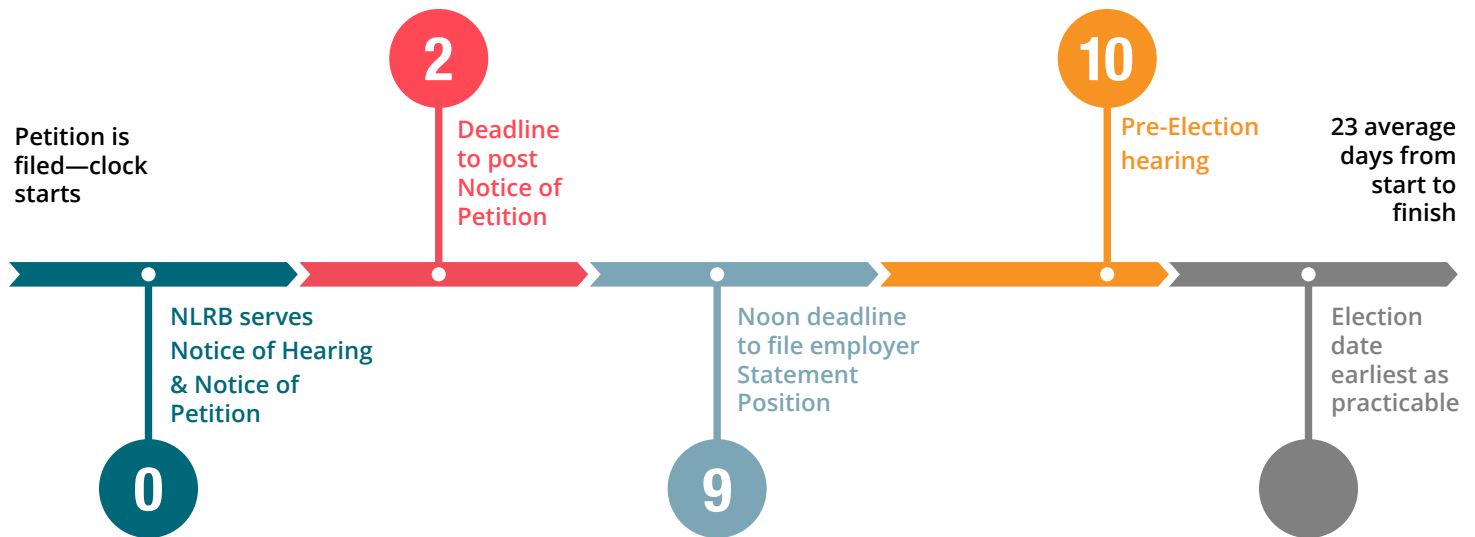 Petition is
filed—clock
starts
0
NLRB serves
Notice of Hearing
& Notice of
Petition
2
Deadline
to post
Notice of
Petition
9
Noon deadline
to file employer
Statement
Position
10
Pre-Election
hearing
23 average
days from
start to
finish
Election
date
earliest as
practicable